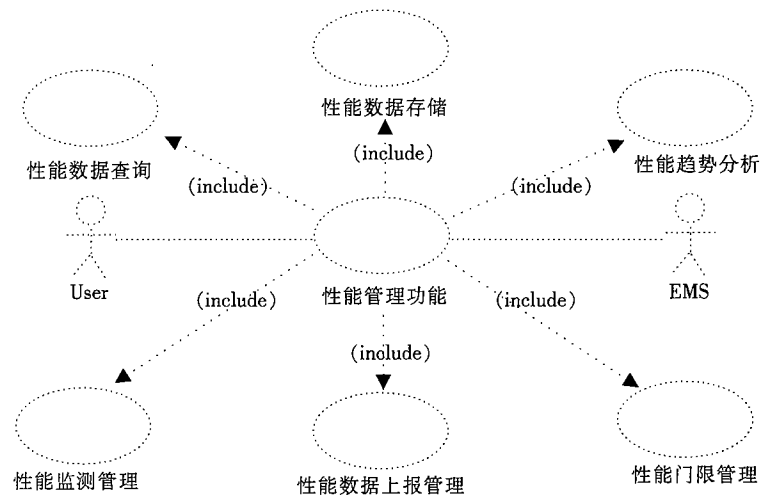 性能数据存储
(include)
性能数据查询
性能趋势分析
(include)
(include)
User
EMS
性能管理功能
(include)
(include)
(include)
性能监测管理
性能数据上报管理
性能门限管理